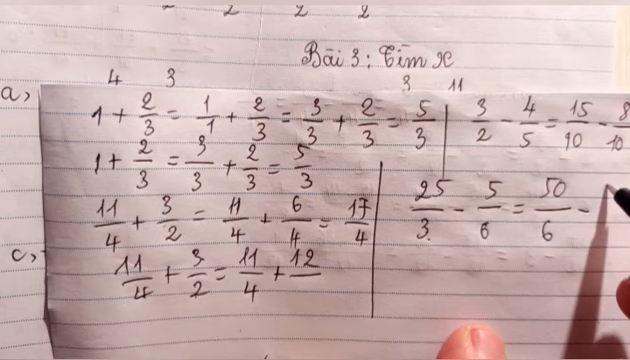 Bài 3: Tìm x
4 3 3 11
a,
1 + 2/3 = 1/1 + 2/3 = 3/3 + 2/3 = 5/3
3/2 - 4/5 = 15/10 - 8/10
1 + 2/3 = 3/3 + 2/3 = 5/3
25/3 - 5/6 = 50/6 -
11/4 + 3/2 = 11/4 + 6/4 = 17/4
c,
11/4 + 3/2 = 11/4 + 12